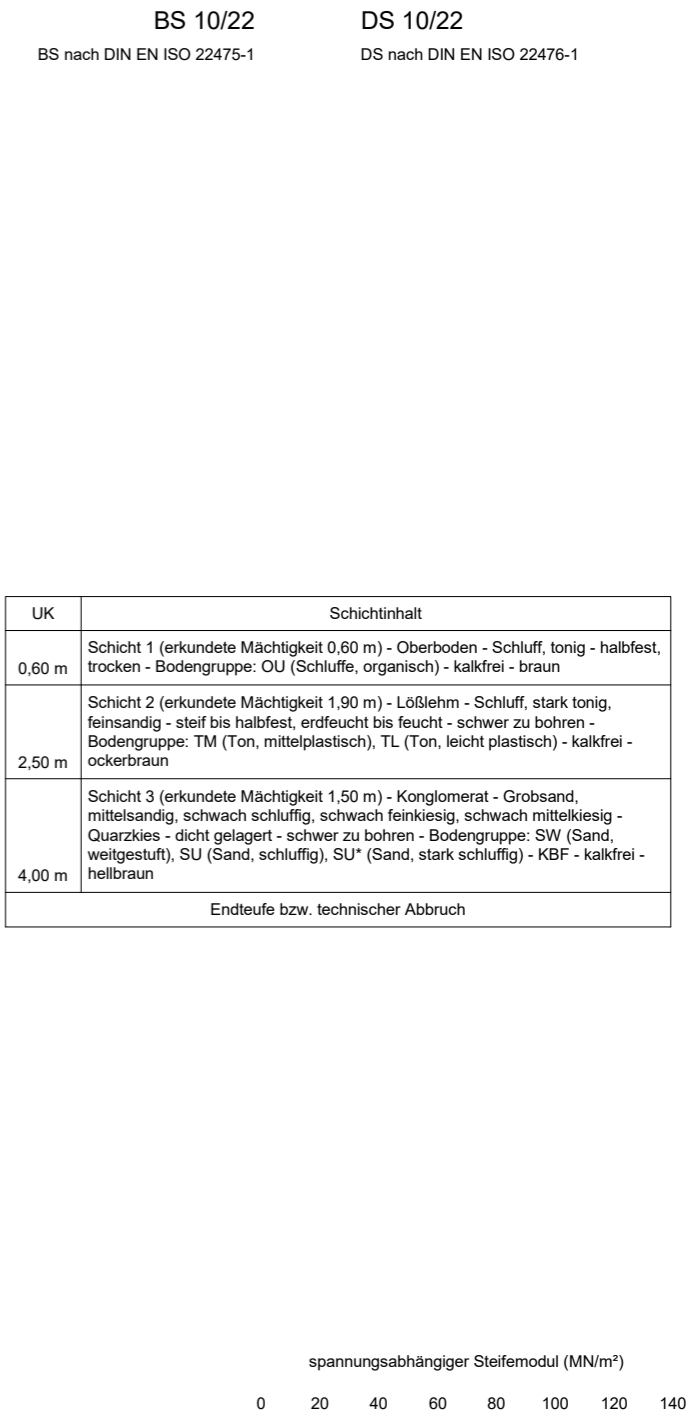 BS 10/22 DS 10/22
BS nach DIN EN ISO 22475-1 DS nach DIN EN ISO 22476-1
UK Schichtinhalt
Schicht 1 (erkundete Mächtigkeit 0,60 m) - Oberboden - Schluff, tonig - halbfest,
0,60 m trocken - Bodengruppe: OU (Schluffe, organisch) - kalkfrei - braun
Schicht 2 (erkundete Mächtigkeit 1,90 m) - Lößlehm - Schluff, stark tonig,
feinsandig - steif bis halbfest, erdfeucht bis feucht - schwer zu bohren -
Bodengruppe: TM (Ton, mittelplastisch), TL (Ton, leicht plastisch) - kalkfrei -
2,50 m ockerbraun
Schicht 3 (erkundete Mächtigkeit 1,50 m) - Konglomerat - Grobsand,
mittelsandig, schwach schluffig, schwach feinkiesig, schwach mittelkiesig -
Quarzkies - dicht gelagert - schwer zu bohren - Bodengruppe: SW (Sand,
weitgestuft), SU (Sand, schluffig), SU* (Sand, stark schluffig) - KBF - kalkfrei -
4,00 m hellbraun
Endteufe bzw. technischer Abbruch
spannungsabhängiger Steifemodul (MN/m²)
0 20 40 60 80 100 120 140